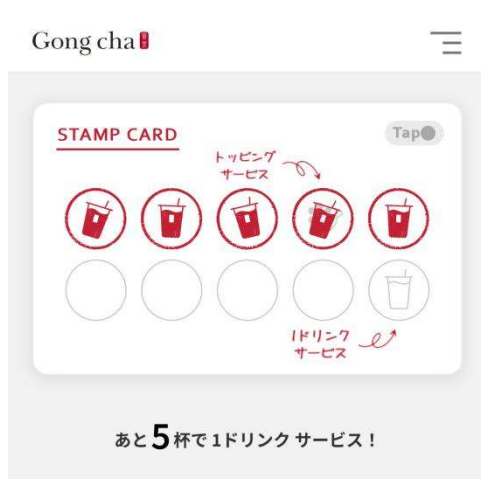 Gong cha
STAMP CARD
Tap
トッピング
サービス
1ドリンク
サービス
あと5杯で1ドリンク サービス！